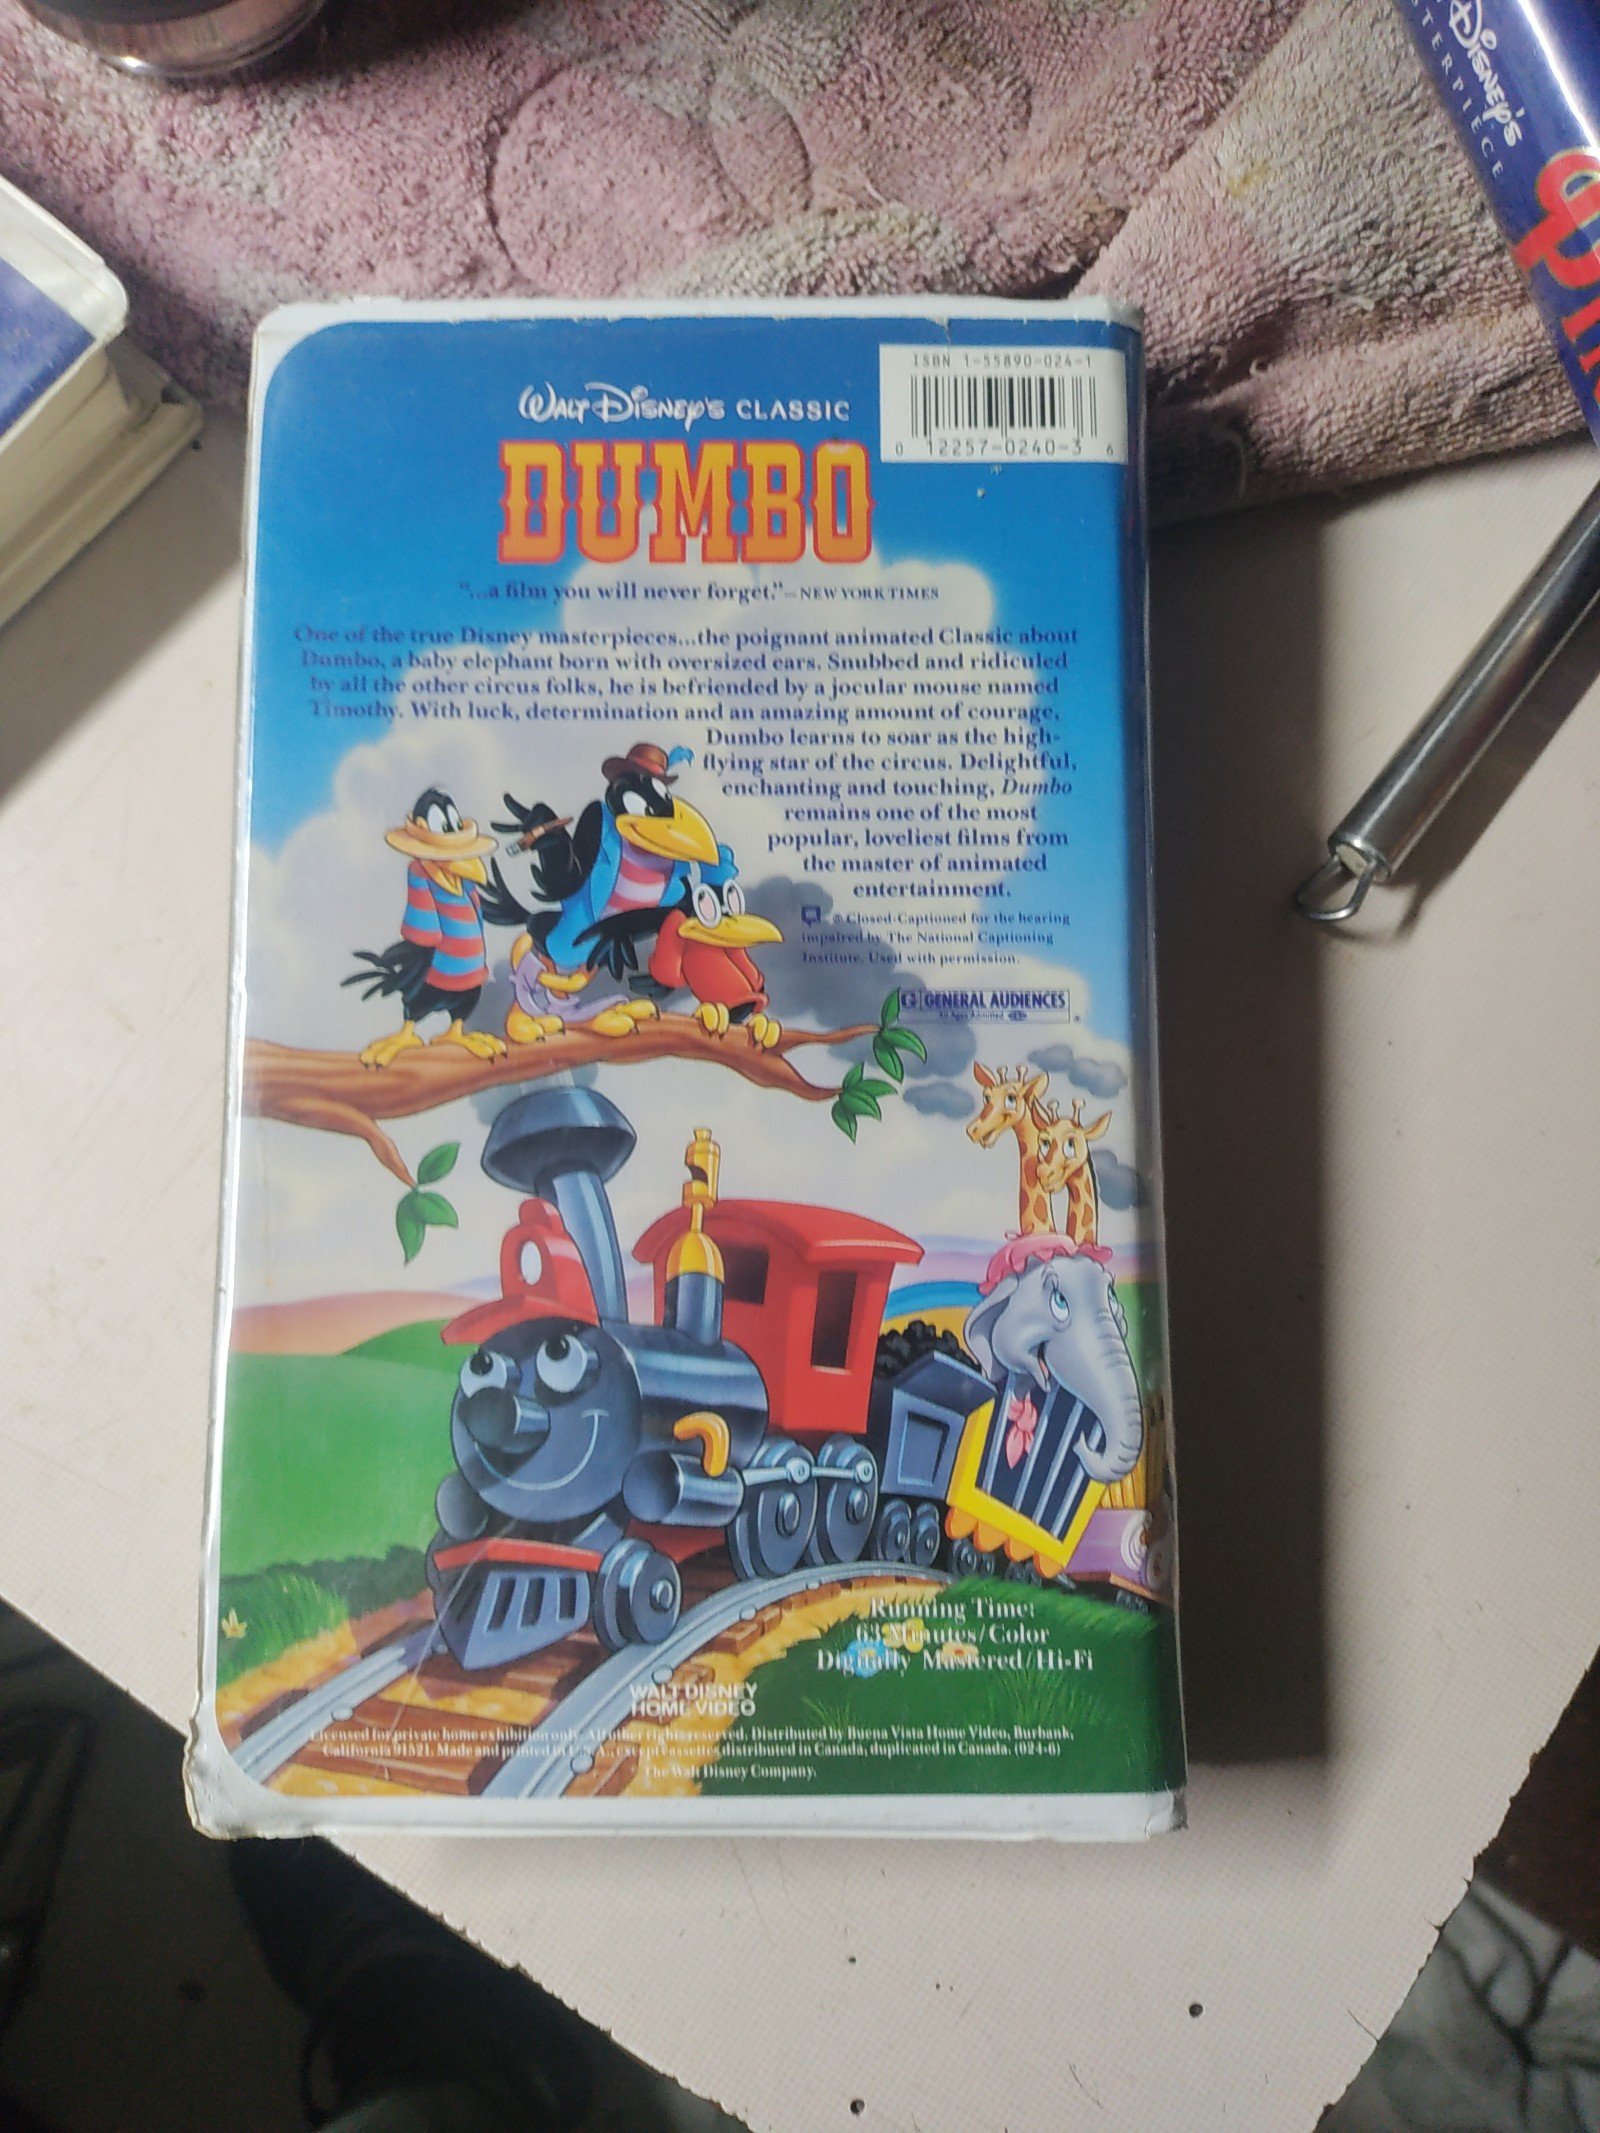 DISNEY'S
ISBN 1-55890-024-1
0 12257-0240-3 6
WALT DISNEY'S CLASSIC
DUMBO
"...a film you will never forget."—NEW YORK TIMES
One of the true Disney masterpieces...the poignant animated Classic about
Dumbo, a baby elephant born with oversized ears. Snubbed and ridiculed
by all the other circus folks, he is befriended by a jocular mouse named
Timothy. With luck, determination and an amazing amount of courage,
Dumbo learns to soar as the high-
flying star of the circus. Delightful,
enchanting and touching, Dumbo
remains one of the most
popular, loveliest films from
the master of animated
entertainment.
® Closed-Captioned for the hearing
impaired by The National Captioning
Institute. Used with permission.
G GENERAL AUDIENCES
All Ages Admitted
Running Time:
63 Minutes/Color
Digitally Mastered/Hi-Fi
WALT DISNEY
HOME VIDEO
Licensed for private home exhibition only. All other rights reserved. Distributed by Buena Vista Home Video, Burbank,
California 91521. Made and printed in U.S.A., except cassettes distributed in Canada, duplicated in Canada. (024-6)
© The Walt Disney Company.